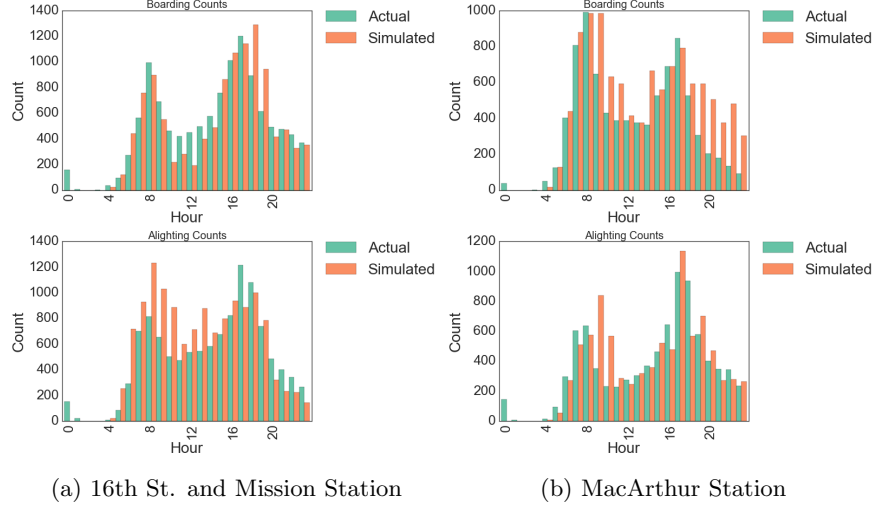 Boarding Counts
1400
1200
1000
800
600
400
200
0
Count
0
4
8
12
16
20
Hour
Actual
Simulated
Boarding Counts
1000
800
600
400
200
0
Count
0
4
8
12
16
20
Hour
Actual
Simulated
Alighting Counts
1400
1200
1000
800
600
400
200
0
Count
0
4
8
12
16
20
Hour
Actual
Simulated
Alighting Counts
1200
1000
800
600
400
200
0
Count
0
4
8
12
16
20
Hour
Actual
Simulated
(a) 16th St. and Mission Station
(b) MacArthur Station